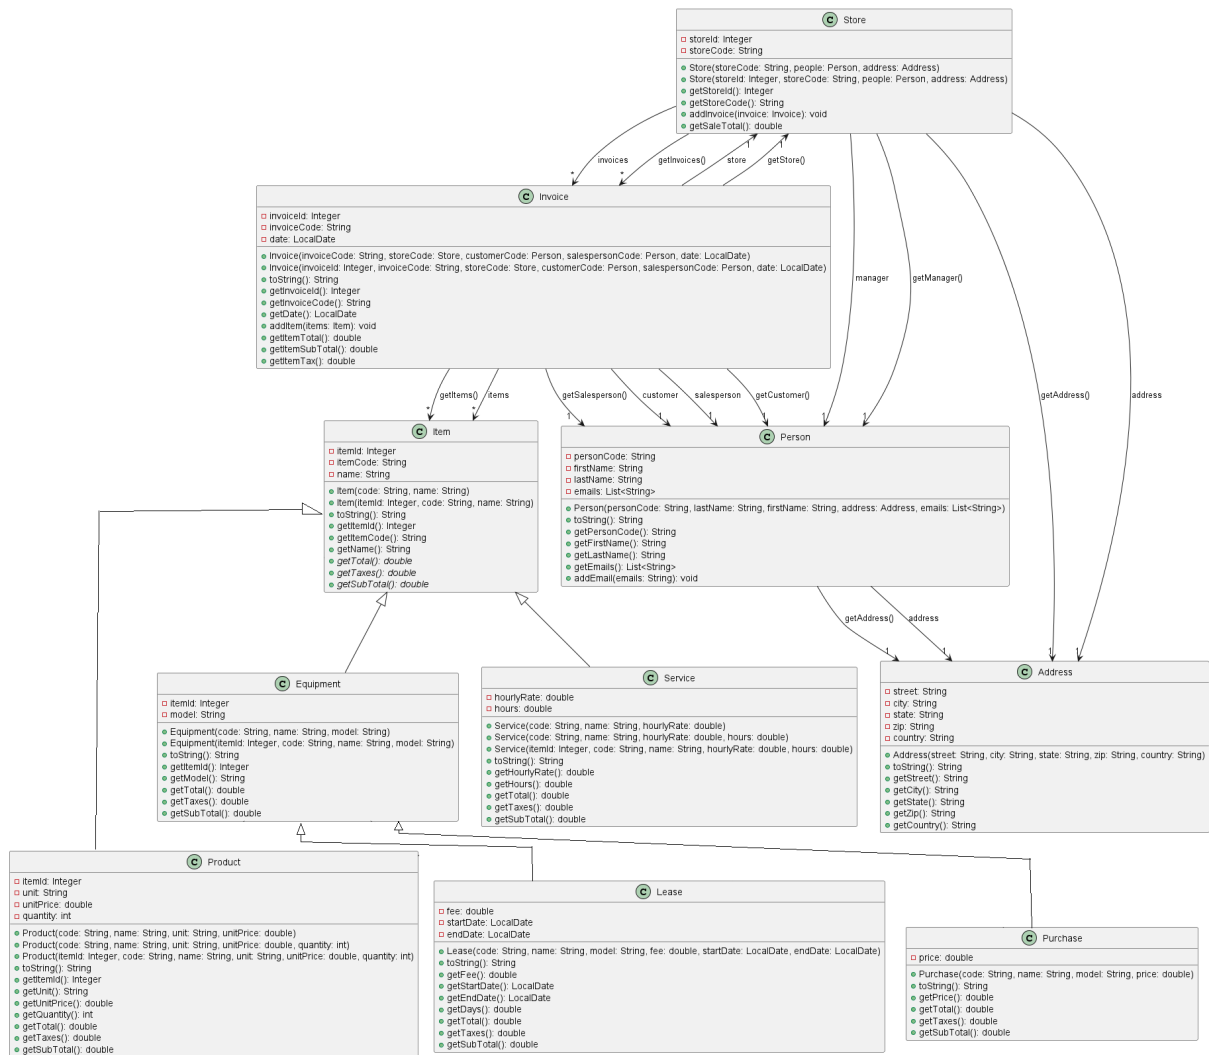 C Store
storeId: Integer
storeCode: String
Store(storeCode: String, people: Person, address: Address)
Store(storeId: Integer, storeCode: String, people: Person, address: Address)
getStoreId(): Integer
getStoreCode(): String
addInvoice(invoice: Invoice): void
getSaleTotal(): double
invoices
getInvoices()
store
getStore()
*
*
1
1
manager
getManager()
getAddress()
address
C Invoice
invoiceId: Integer
invoiceCode: String
date: LocalDate
Invoice(invoiceCode: String, storeCode: Store, customerCode: Person, salespersonCode: Person, date: LocalDate)
Invoice(invoiceId: Integer, invoiceCode: String, storeCode: Store, customerCode: Person, salespersonCode: Person, date: LocalDate)
toString(): String
getInvoiceId(): Integer
getInvoiceCode(): String
getDate(): LocalDate
addItem(items: Item): void
getItemTotal(): double
getItemSubTotal(): double
getItemTax(): double
getItems()
items
getSalesperson()
customer
salesperson
getCustomer()
*
*
1
1
1
1
1
1
C Item
itemId: Integer
itemCode: String
name: String
Item(code: String, name: String)
Item(itemId: Integer, code: String, name: String)
toString(): String
getItemId(): Integer
getItemCode(): String
getName(): String
getTotal(): double
getTaxes(): double
getSubTotal(): double
C Person
personCode: String
firstName: String
lastName: String
emails: List<String>
Person(personCode: String, lastName: String, firstName: String, address: Address, emails: List<String>)
toString(): String
getPersonCode(): String
getFirstName(): String
getLastName(): String
getEmails(): List<String>
addEmail(emails: String): void
getAddress()
address
1
1
1
1
C Equipment
itemId: Integer
model: String
Equipment(code: String, name: String, model: String)
Equipment(itemId: Integer, code: String, name: String, model: String)
toString(): String
getItemId(): Integer
getModel(): String
getTotal(): double
getTaxes(): double
getSubTotal(): double
C Service
hourlyRate: double
hours: double
Service(code: String, name: String, hourlyRate: double)
Service(code: String, name: String, hourlyRate: double, hours: double)
Service(itemId: Integer, code: String, name: String, hourlyRate: double, hours: double)
toString(): String
getHourlyRate(): double
getHours(): double
getTotal(): double
getTaxes(): double
getSubTotal(): double
C Address
street: String
city: String
state: String
zip: String
country: String
Address(street: String, city: String, state: String, zip: String, country: String)
toString(): String
getStreet(): String
getCity(): String
getState(): String
getZip(): String
getCountry(): String
C Product
itemId: Integer
unit: String
unitPrice: double
quantity: int
Product(code: String, name: String, unit: String, unitPrice: double)
Product(code: String, name: String, unit: String, unitPrice: double, quantity: int)
Product(itemId: Integer, code: String, name: String, unit: String, unitPrice: double, quantity: int)
toString(): String
getItemId(): Integer
getUnit(): String
getUnitPrice(): double
getQuantity(): int
getTotal(): double
getTaxes(): double
getSubTotal(): double
C Lease
fee: double
startDate: LocalDate
endDate: LocalDate
Lease(code: String, name: String, model: String, fee: double, startDate: LocalDate, endDate: LocalDate)
toString(): String
getFee(): double
getStartDate(): LocalDate
getEndDate(): LocalDate
getDays(): double
getTotal(): double
getTaxes(): double
getSubTotal(): double
C Purchase
price: double
Purchase(code: String, name: String, model: String, price: double)
toString(): String
getPrice(): double
getTotal(): double
getTaxes(): double
getSubTotal(): double